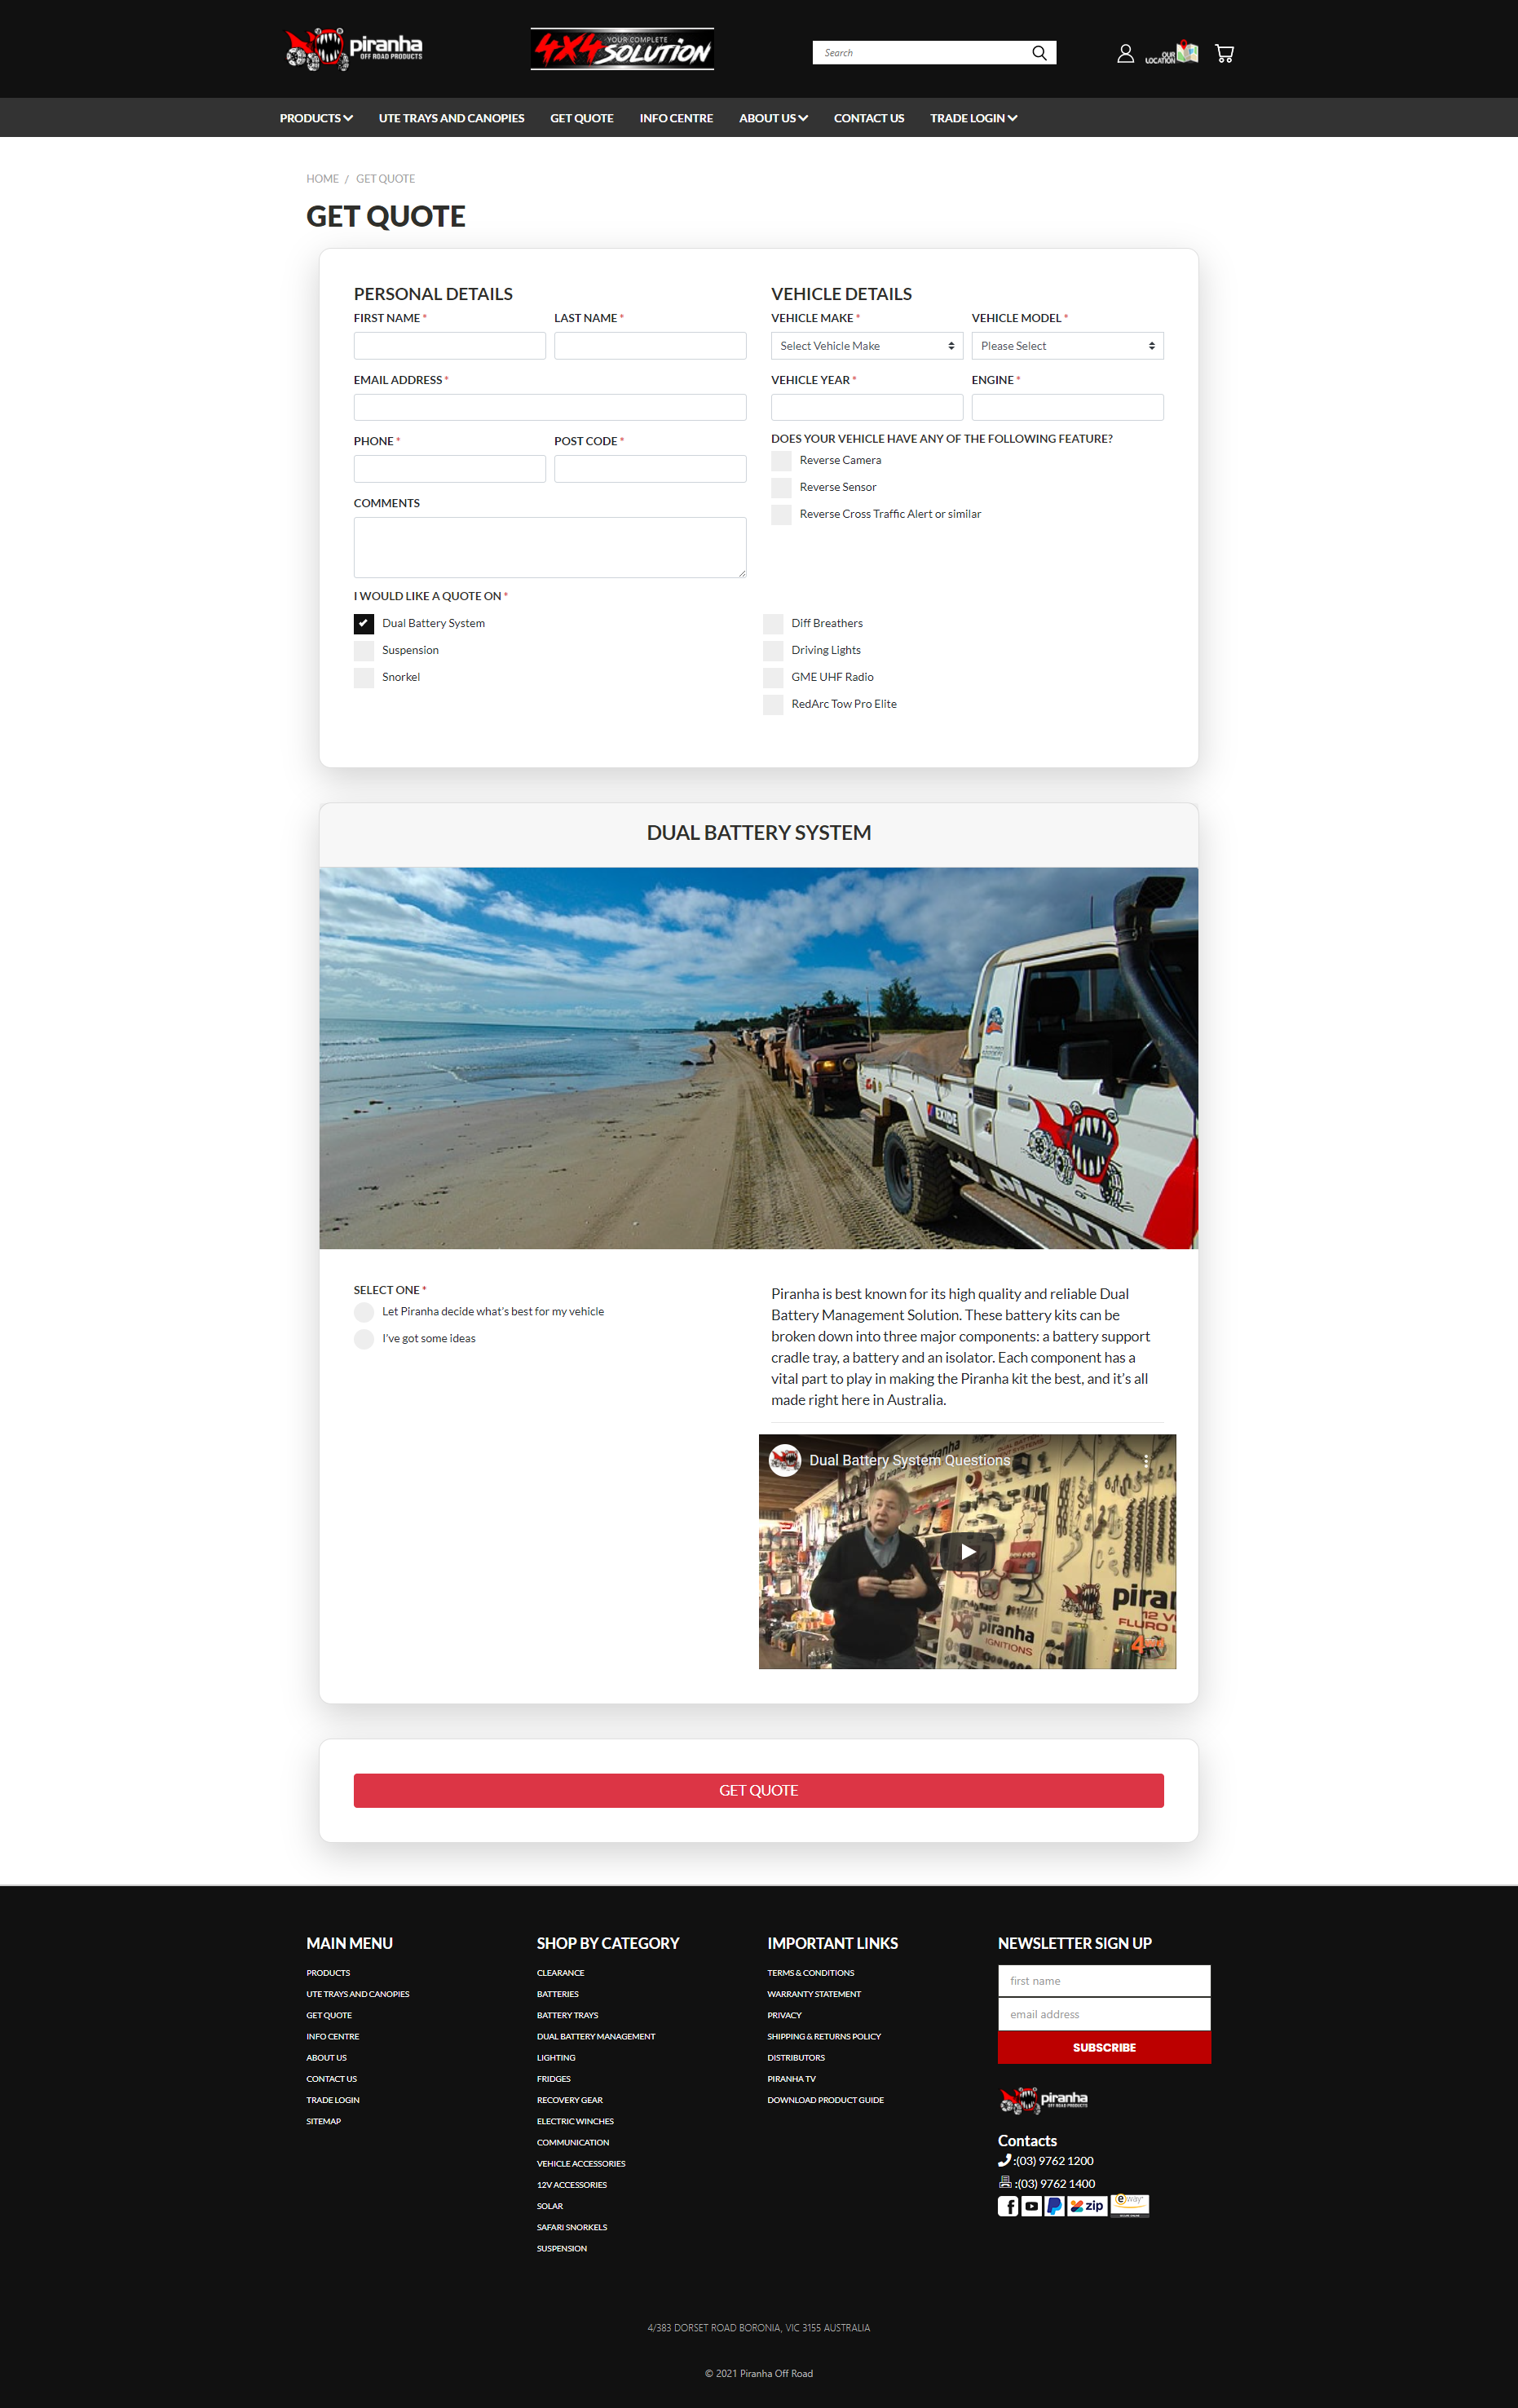 piranha
OFF ROAD PRODUCTS
YOUR COMPLETE
4X4 SOLUTION
Search
OUR LOCATION
PRODUCTS
UTE TRAYS AND CANOPIES
GET QUOTE
INFO CENTRE
ABOUT US
CONTACT US
TRADE LOGIN
HOME / GET QUOTE
GET QUOTE
PERSONAL DETAILS
FIRST NAME *
LAST NAME *
EMAIL ADDRESS *
PHONE *
POST CODE *
COMMENTS
VEHICLE DETAILS
VEHICLE MAKE *
VEHICLE MODEL *
Select Vehicle Make
Please Select
VEHICLE YEAR *
ENGINE *
DOES YOUR VEHICLE HAVE ANY OF THE FOLLOWING FEATURE?
Reverse Camera
Reverse Sensor
Reverse Cross Traffic Alert or similar
I WOULD LIKE A QUOTE ON *
Dual Battery System
Suspension
Snorkel
Diff Breathers
Driving Lights
GME UHF Radio
RedArc Tow Pro Elite
DUAL BATTERY SYSTEM
EXIDE
SELECT ONE *
Let Piranha decide what's best for my vehicle
I've got some ideas
Piranha is best known for its high quality and reliable Dual
Battery Management Solution. These battery kits can be
broken down into three major components: a battery support
cradle tray, a battery and an isolator. Each component has a
vital part to play in making the Piranha kit the best, and it's all
made right here in Australia.
Dual Battery System Questions
piranha
piranha
IGNITIONS
GET QUOTE
MAIN MENU
PRODUCTS
UTE TRAYS AND CANOPIES
GET QUOTE
INFO CENTRE
ABOUT US
CONTACT US
TRADE LOGIN
SITEMAP
SHOP BY CATEGORY
CLEARANCE
BATTERIES
BATTERY TRAYS
DUAL BATTERY MANAGEMENT
LIGHTING
FRIDGES
RECOVERY GEAR
ELECTRIC WINCHES
COMMUNICATION
VEHICLE ACCESSORIES
12V ACCESSORIES
SOLAR
SAFARI SNORKELS
SUSPENSION
IMPORTANT LINKS
TERMS & CONDITIONS
WARRANTY STATEMENT
PRIVACY
SHIPPING & RETURNS POLICY
DISTRIBUTORS
PIRANHA TV
DOWNLOAD PRODUCT GUIDE
NEWSLETTER SIGN UP
first name
email address
SUBSCRIBE
piranha
OFF ROAD PRODUCTS
Contacts
:(03) 9762 1200
:(03) 9762 1400
zip
eway
4/383 DORSET ROAD BORONIA, VIC 3155 AUSTRALIA
© 2021 Piranha Off Road